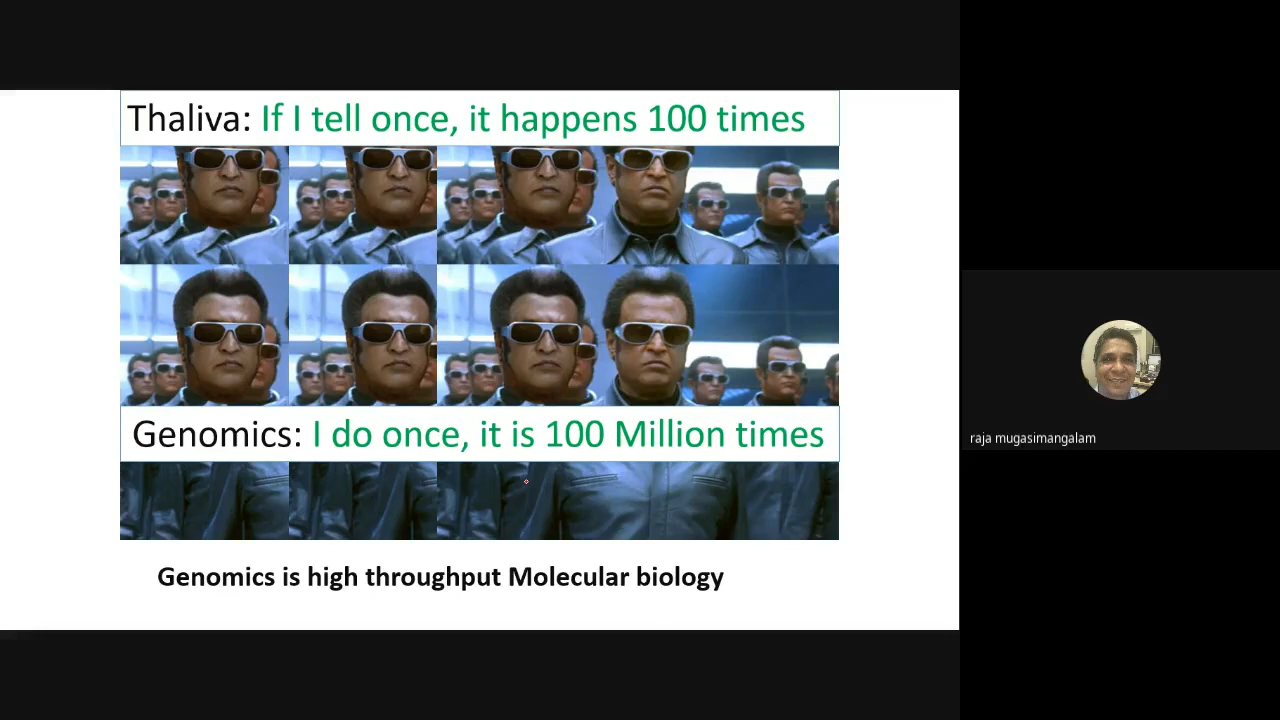 Thaliva: If I tell once, it happens 100 times
Genomics: I do once, it is 100 Million times
raja mugasimangalam
Genomics is high throughput Molecular biology